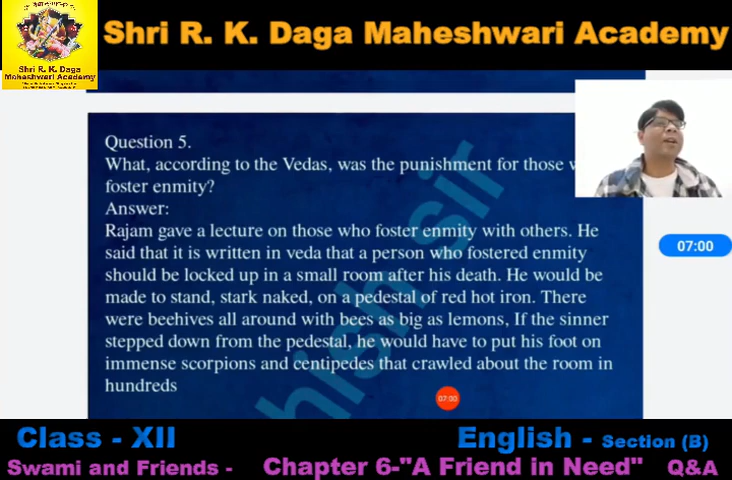 Shri R. K. Daga Maheshwari Academy
Shri R. K. Daga
Maheshwari Academy
Question 5.
What, according to the Vedas, was the punishment for those
foster enmity?
Answer:
Rajam gave a lecture on those who foster enmity with others. He
said that it is written in veda that a person who fostered enmity
should be locked up in a small room after his death. He would be
made to stand, stark naked, on a pedestal of red hot iron. There
were beehives all around with bees as big as lemons, If the sinner
stepped down from the pedestal, he would have to put his foot on
immense scorpions and centipedes that crawled about the room in
hundreds
07:00
07:00
Class - XII
English - Section (B)
Swami and Friends - Chapter 6-"A Friend in Need" Q&A